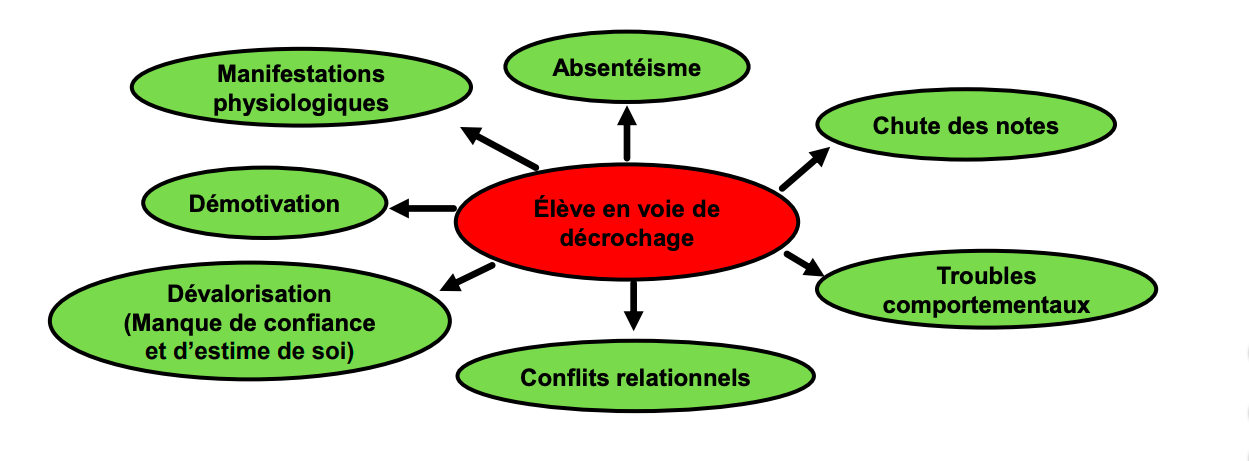 Manifestations
physiologiques
Absentéisme
Chute des notes
Démotivation
Élève en voie de
décrochage
Dévalorisation
(Manque de confiance
et d'estime de soi)
Troubles
comportementaux
Conflits relationnels